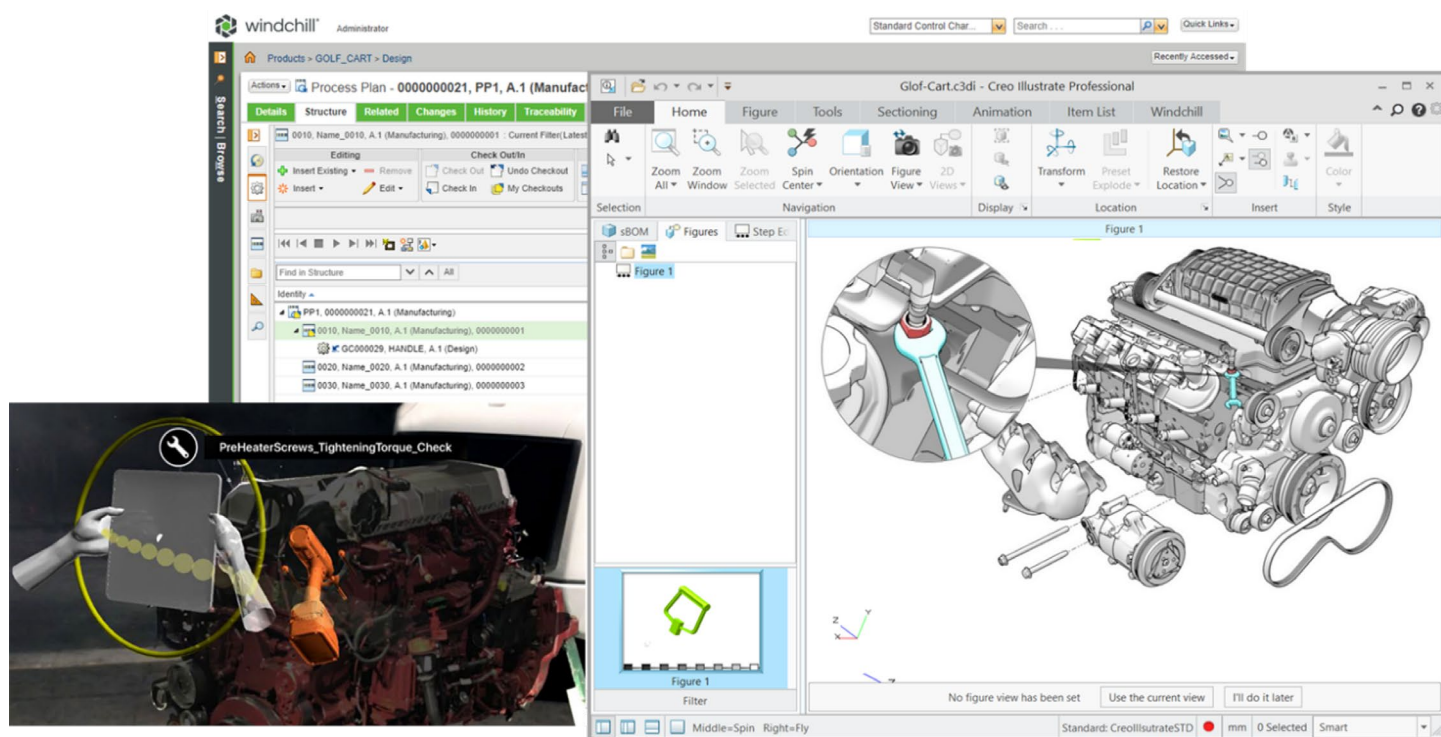 windchill
Administrator
Standard Control Char...
Search . . .
Quick Links
Products > GOLF_CART > Design
Recently Accessed
Search | Browse
Actions
Process Plan - 0000000021, PP1, A.1 (Manufact
Details Structure Related Changes History Traceability
0010, Name_0010, A.1 (Manufacturing), 0000000001 : Current Filter(Latest
Editing
Check Out/In
Insert Existing
Remove
Check Out
Undo Checkout
Insert
Edit
Check In
My Checkouts
Find in Structure
All
Identity
PP1, 0000000021, A.1 (Manufacturing)
0010, Name_0010, A.1 (Manufacturing), 0000000001
GC000029, HANDLE, A.1 (Design)
0020, Name_0020, A.1 (Manufacturing), 0000000002
0030, Name_0030, A.1 (Manufacturing), 0000000003
Glof-Cart.c3di - Creo Illustrate Professional
File Home Figure Tools Sectioning Animation Item List Windchill
Zoom All
Zoom Window
Zoom Selected
Spin Center
Orientation
Figure View
2D Views
Transform
Preset Explode
Restore Location
Color
Selection
Navigation
Display
Location
Insert
Style
sBOM
Figures
Step Ed
Figure 1
Figure 1
Z Y
X
Z
Figure 1
Filter
No figure view has been set
Use the current view
I'll do it later
Middle=Spin Right=Fly
Standard: CreoIllsutrateSTD
mm
0 Selected
Smart
PreHeaterScrews_TighteningTorque_Check